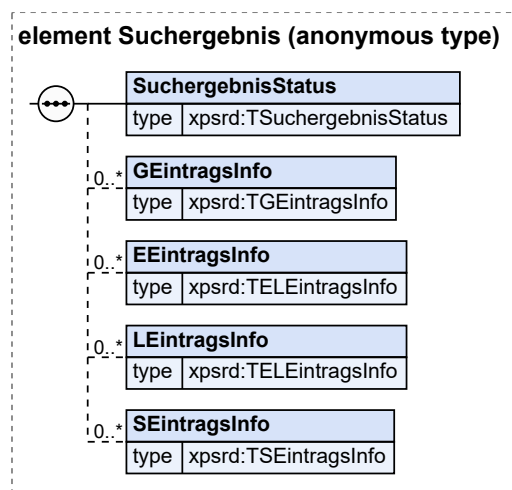 element Suchergebnis (anonymous type)
SuchergebnisStatus
type xpsrd:TSuchergebnisStatus
0..* GEintragsInfo
type xpsrd:TGEintragsInfo
0..* EEintragsInfo
type xpsrd:TELEintragsInfo
0..* LEintragsInfo
type xpsrd:TELEintragsInfo
0..* SEintragsInfo
type xpsrd:TSEintragsInfo